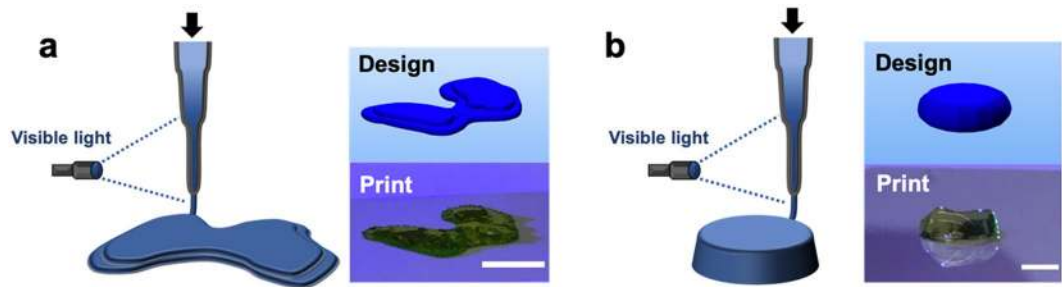 a
Design
Visible light
Print
b
Design
Visible light
Print